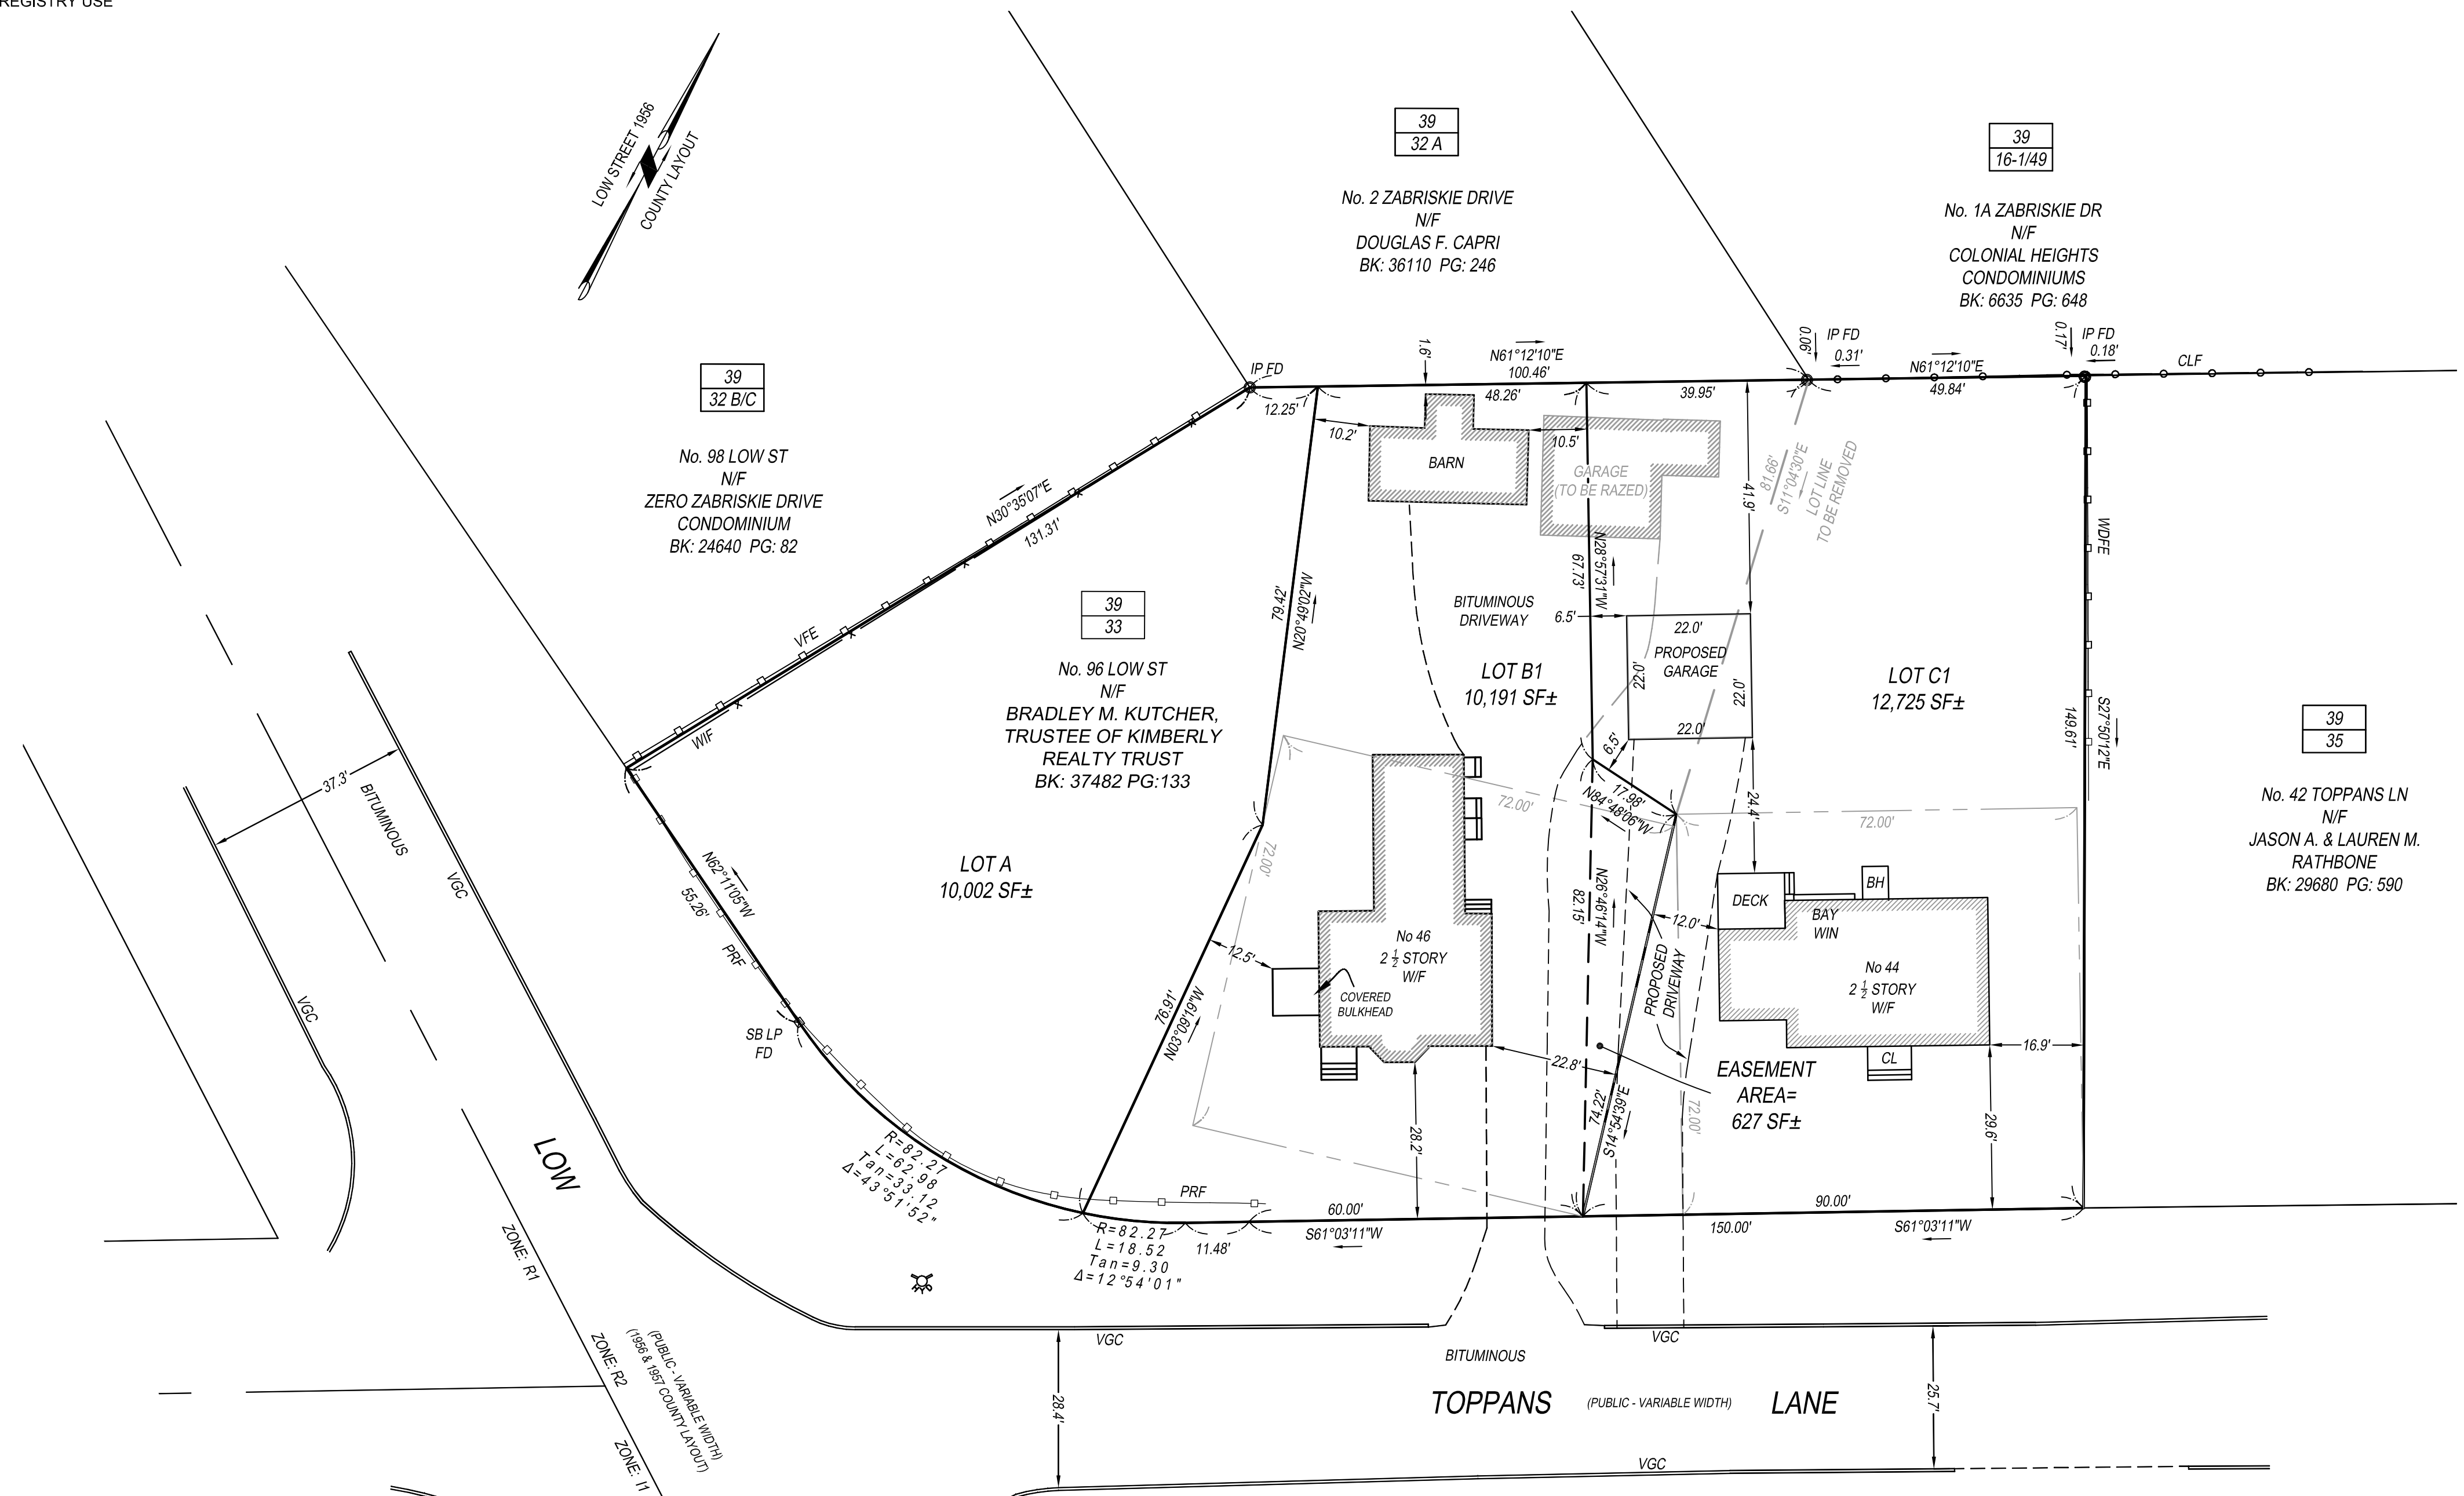 REGISTRY USE
LOW STREET 1956
COUNTY LAYOUT
39
32 A
No. 2 ZABRISKIE DRIVE
N/F
DOUGLAS F. CAPRI
BK: 36110 PG: 246
39
16-1/49
No. 1A ZABRISKIE DR
N/F
COLONIAL HEIGHTS
CONDOMINIUMS
BK: 6635 PG: 648
39
32 B/C
No. 98 LOW ST
N/F
ZERO ZABRISKIE DRIVE
CONDOMINIUM
BK: 24640 PG: 82
IP FD
12.25'
1.6'
N61°12'10"E
100.46'
48.26'
39.95'
0.06'
IP FD
0.31'
N61°12'10"E
49.84'
0.17'
IP FD
0.18'
CLF
10.2'
BARN
10.5'
GARAGE
(TO BE RAZED)
41.9'
81.66'
S11°04'30"E
LOT LINE
TO BE REMOVED
WDFE
N30°35'07"E
131.31'
VFE
WIF
39
33
No. 96 LOW ST
N/F
BRADLEY M. KUTCHER,
TRUSTEE OF KIMBERLY
REALTY TRUST
BK: 37482 PG:133
79.42'
N20°49'02"W
BITUMINOUS
DRIVEWAY
67.73'
N28°57'31"W
6.5'
22.0'
PROPOSED
GARAGE
22.0'
22.0'
22.0'
LOT B1
10,191 SF±
LOT C1
12,725 SF±
149.61'
S27°50'12"E
39
35
No. 42 TOPPANS LN
N/F
JASON A. & LAUREN M.
RATHBONE
BK: 29680 PG: 590
37.3'
BITUMINOUS
VGC
VGC
N62°11'05"W
55.26'
PRF
LOT A
10,002 SF±
72.00'
72.00'
6.5'
17.98'
N84°48'06"W
24.4'
72.00'
DECK
BH
BAY
WIN
12.0'
No 46
2 1/2 STORY
W/F
COVERED
BULKHEAD
12.5'
N26°46'14"W
82.15'
PROPOSED
DRIVEWAY
No 44
2 1/2 STORY
W/F
CL
16.9'
29.6'
SB LP
FD
76.91'
N03°09'19"W
22.8'
28.2'
74.22'
S14°54'39"E
72.00'
EASEMENT
AREA=
627 SF±
R=82.27
L=62.98
Tan=33.12
Δ=43°51'52"
PRF
R=82.27
L=18.52
Tan=9.30
Δ=12°54'01"
11.48'
60.00'
S61°03'11"W
150.00'
90.00'
S61°03'11"W
LOW
ZONE: R1
ZONE: R2
(PUBLIC - VARIABLE WIDTH)
(1956 & 1957 COUNTY LAYOUT)
ZONE: I1
VGC
28.4'
BITUMINOUS
VGC
TOPPANS (PUBLIC - VARIABLE WIDTH) LANE
25.7'
VGC